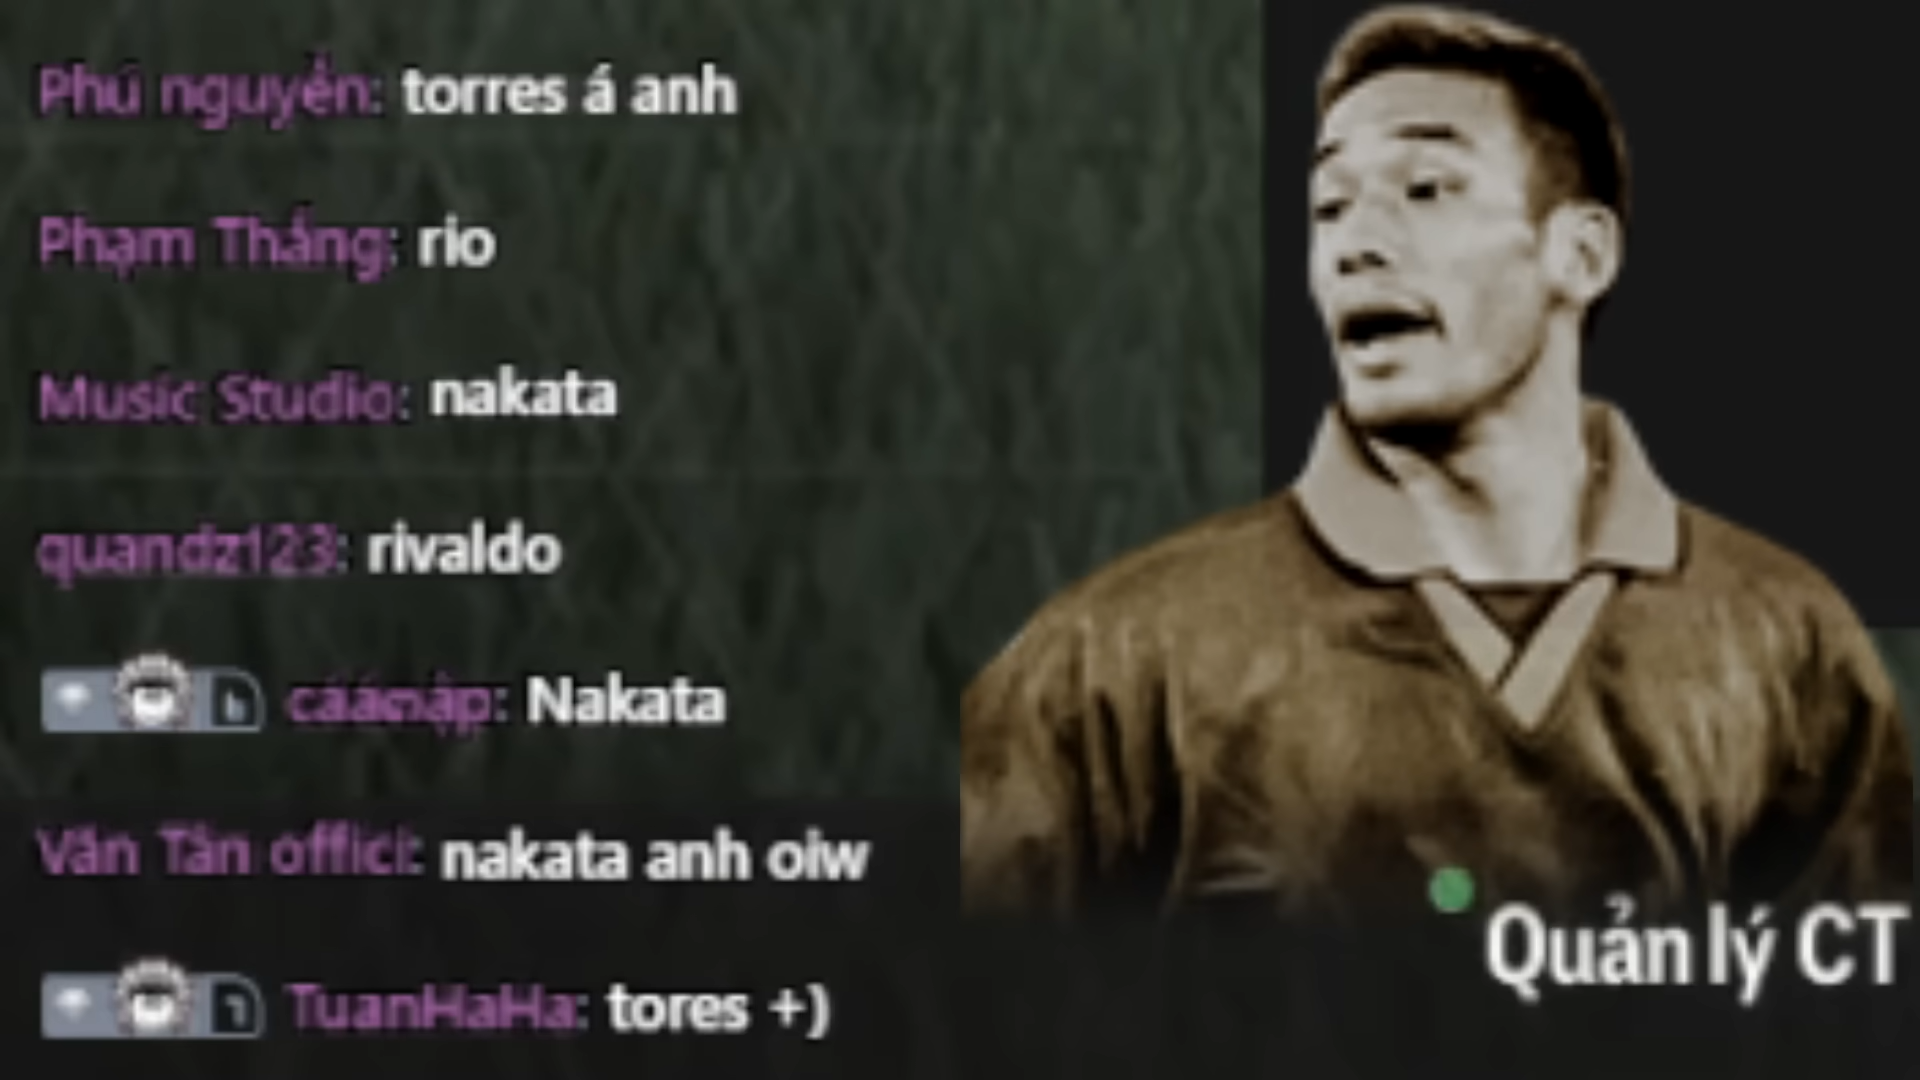 Phú nguyễn: torres á anh
Phạm Thắng: rio
Music Studio: nakata
quandz123: rivaldo
Nakata
Văn Tân offici: nakata anh oiw
TuanHaHa: tores +)
Quản lý CT